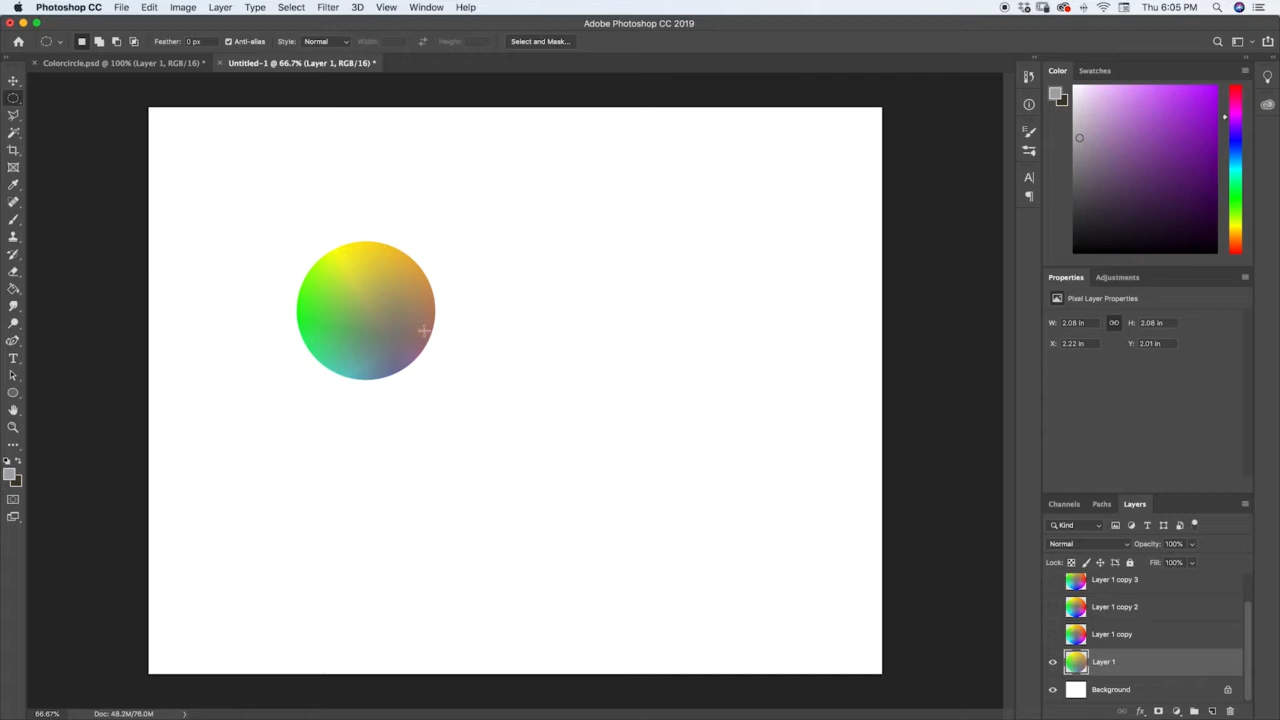 Photoshop CC File Edit Image Layer Type Select Filter 3D View Window Help Thu 6:05 PM
Adobe Photoshop CC 2019
Feather: 0 px Anti-alias Style: Normal Width: Height: Select and Mask...
Colorcircle.psd @ 100% (Layer 1, RGB/16) * Untitled-1 @ 66.7% (Layer 1, RGB/16) *
Color Swatches
Properties Adjustments
Pixel Layer Properties
W: 2.08 in H: 2.08 in
X: 2.22 in Y: 2.01 in
Channels Paths Layers
Kind
Normal Opacity: 100%
Lock: Fill: 100%
Layer 1 copy 3
Layer 1 copy 2
Layer 1 copy
Layer 1
Background
66.67% Doc: 48.2M/76.0M